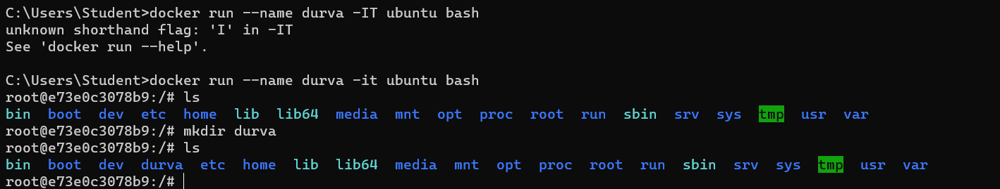 C:\Users\Student>docker run --name durva -IT ubuntu bash
unknown shorthand flag: 'I' in -IT
See 'docker run --help'.
C:\Users\Student>docker run --name durva -it ubuntu bash
root@e73e0c3078b9:/# ls
bin  boot  dev  etc  home  lib  lib64  media  mnt  opt  proc  root  run  sbin  srv  sys  tmp  usr  var
root@e73e0c3078b9:/# mkdir durva
root@e73e0c3078b9:/# ls
bin  boot  dev  durva  etc  home  lib  lib64  media  mnt  opt  proc  root  run  sbin  srv  sys  tmp  usr  var
root@e73e0c3078b9:/#